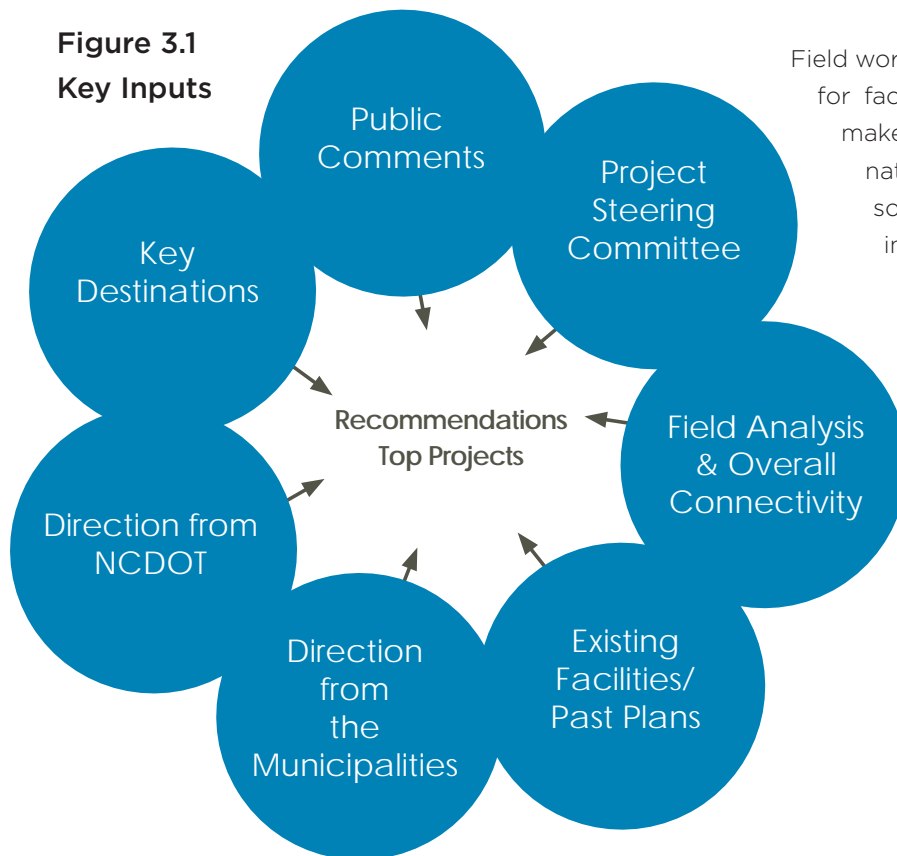 Figure 3.1
Key Inputs
Public
Comments
Project
Steering
Committee
Field Analysis
& Overall
Connectivity
Existing
Facilities/
Past Plans
Direction
from
the
Municipalities
Direction from
NCDOT
Key
Destinations
Recommendations
Top Projects
Field wor
for fac
make
nat
sc
in